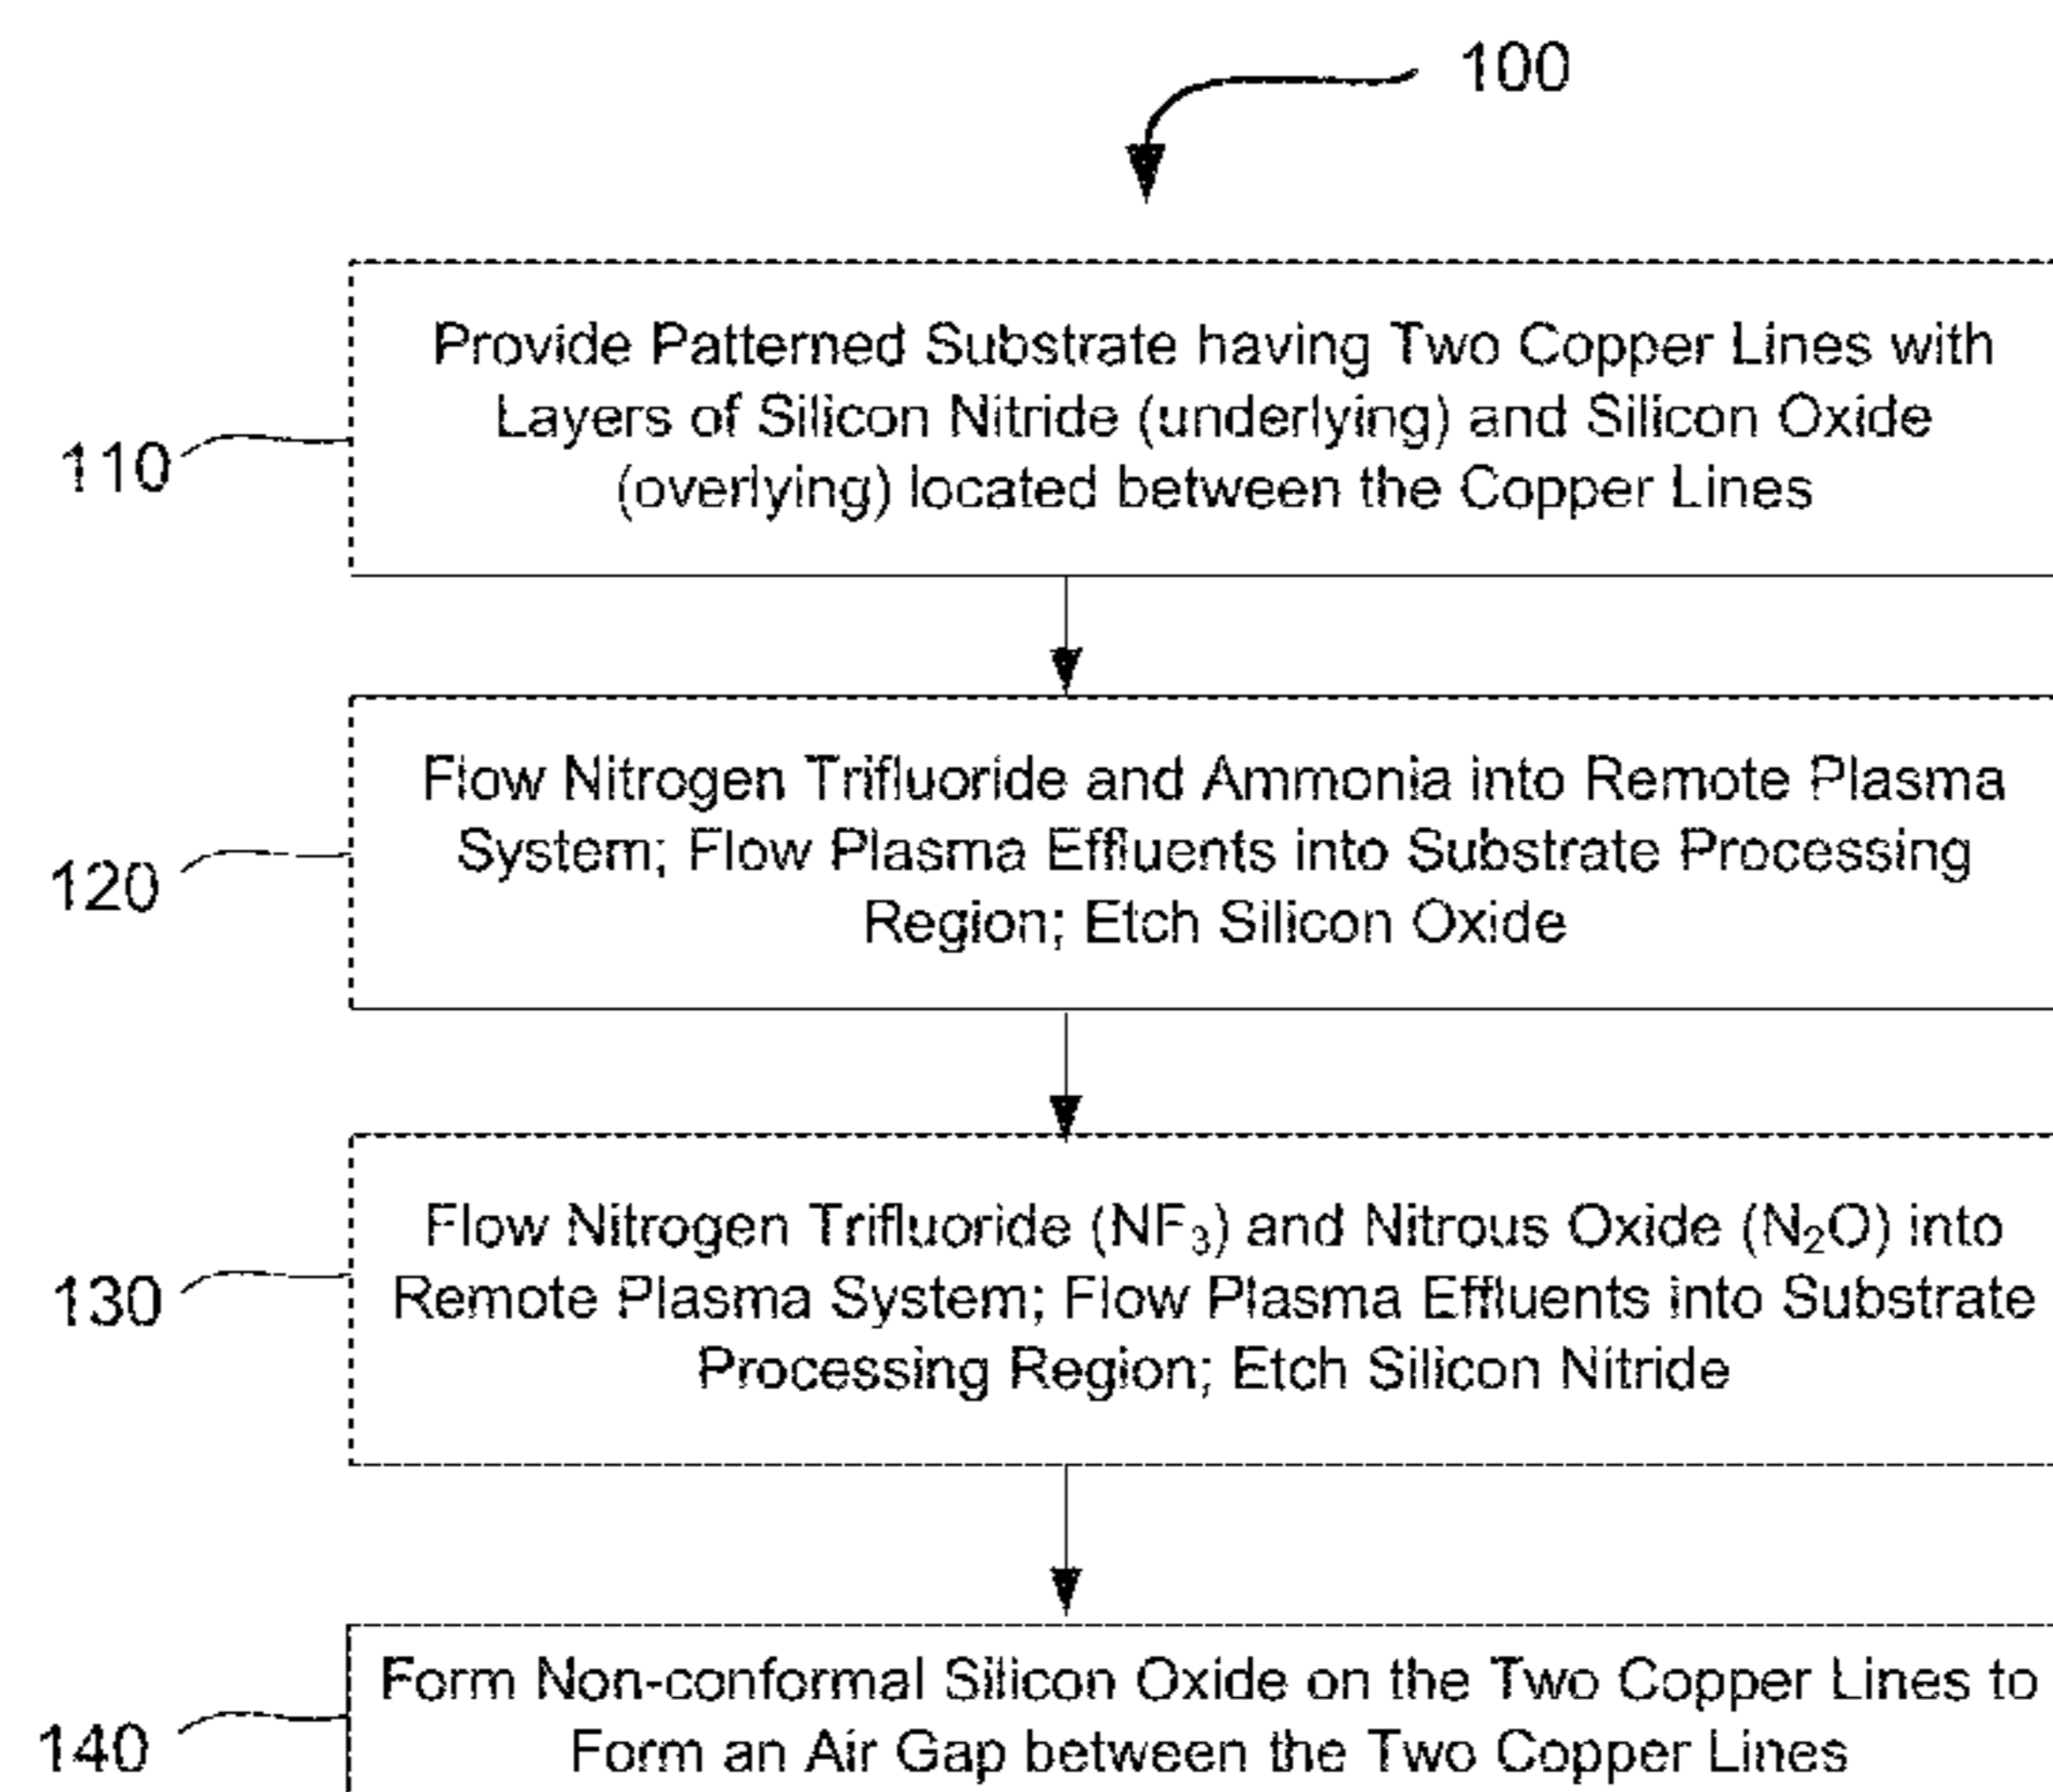 100
Provide Patterned Substrate having Two Copper Lines with
Layers of Silicon Nitride (underlying) and Silicon Oxide
(overlying) located between the Copper Lines
110
Flow Nitrogen Trifluoride and Ammonia into Remote Plasma
System; Flow Plasma Effluents into Substrate Processing
Region; Etch Silicon Oxide
120
Flow Nitrogen Trifluoride (NF₃) and Nitrous Oxide (N₂O) into
Remote Plasma System; Flow Plasma Effluents into Substrate
Processing Region; Etch Silicon Nitride
130
Form Non-conformal Silicon Oxide on the Two Copper Lines to
Form an Air Gap between the Two Copper Lines
140